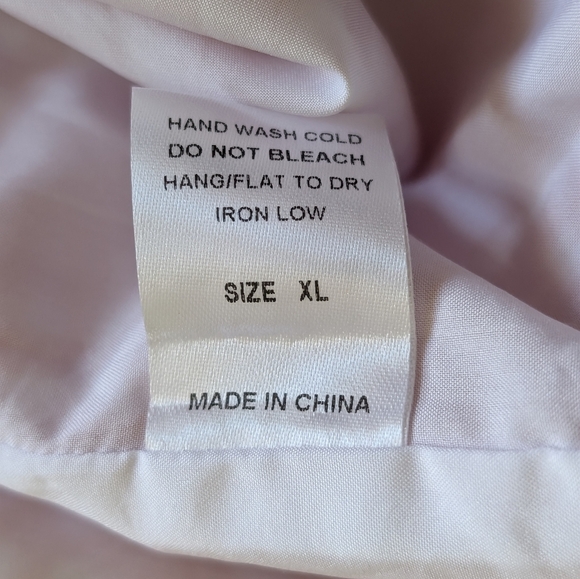 HAND WASH COLD
DO NOT BLEACH
HANG/FLAT TO DRY
IRON LOW
SIZE XL
MADE IN CHINA